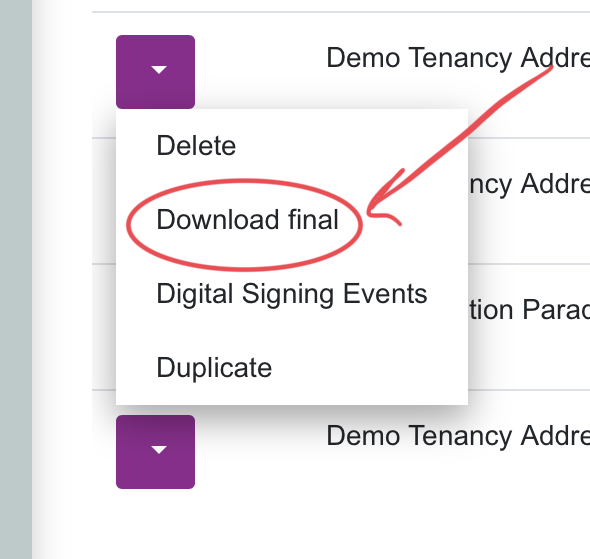 Demo Tenancy Addre
Delete
ncy Addre
Download final
Digital Signing Events
tion Parad
Duplicate
Demo Tenancy Addre